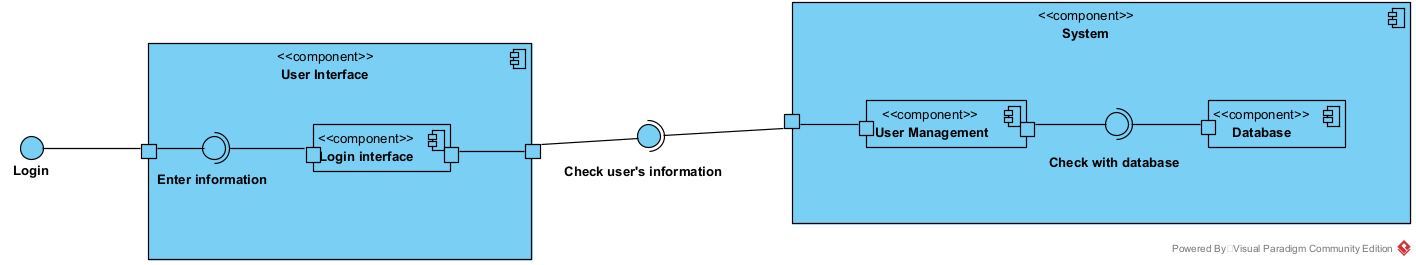 <<component>>
System
<<component>>
User Interface
<<component>>
User Management
<<component>>
Database
<<component>>
Login interface
Login
Enter information
Check user's information
Check with database
Powered By Visual Paradigm Community Edition